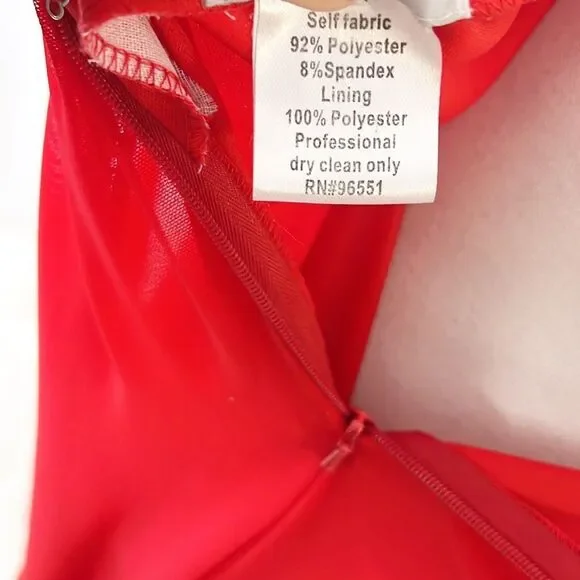 Self fabric
92% Polyester
8%Spandex
Lining
100% Polyester
Professional
dry clean only
RN#96551